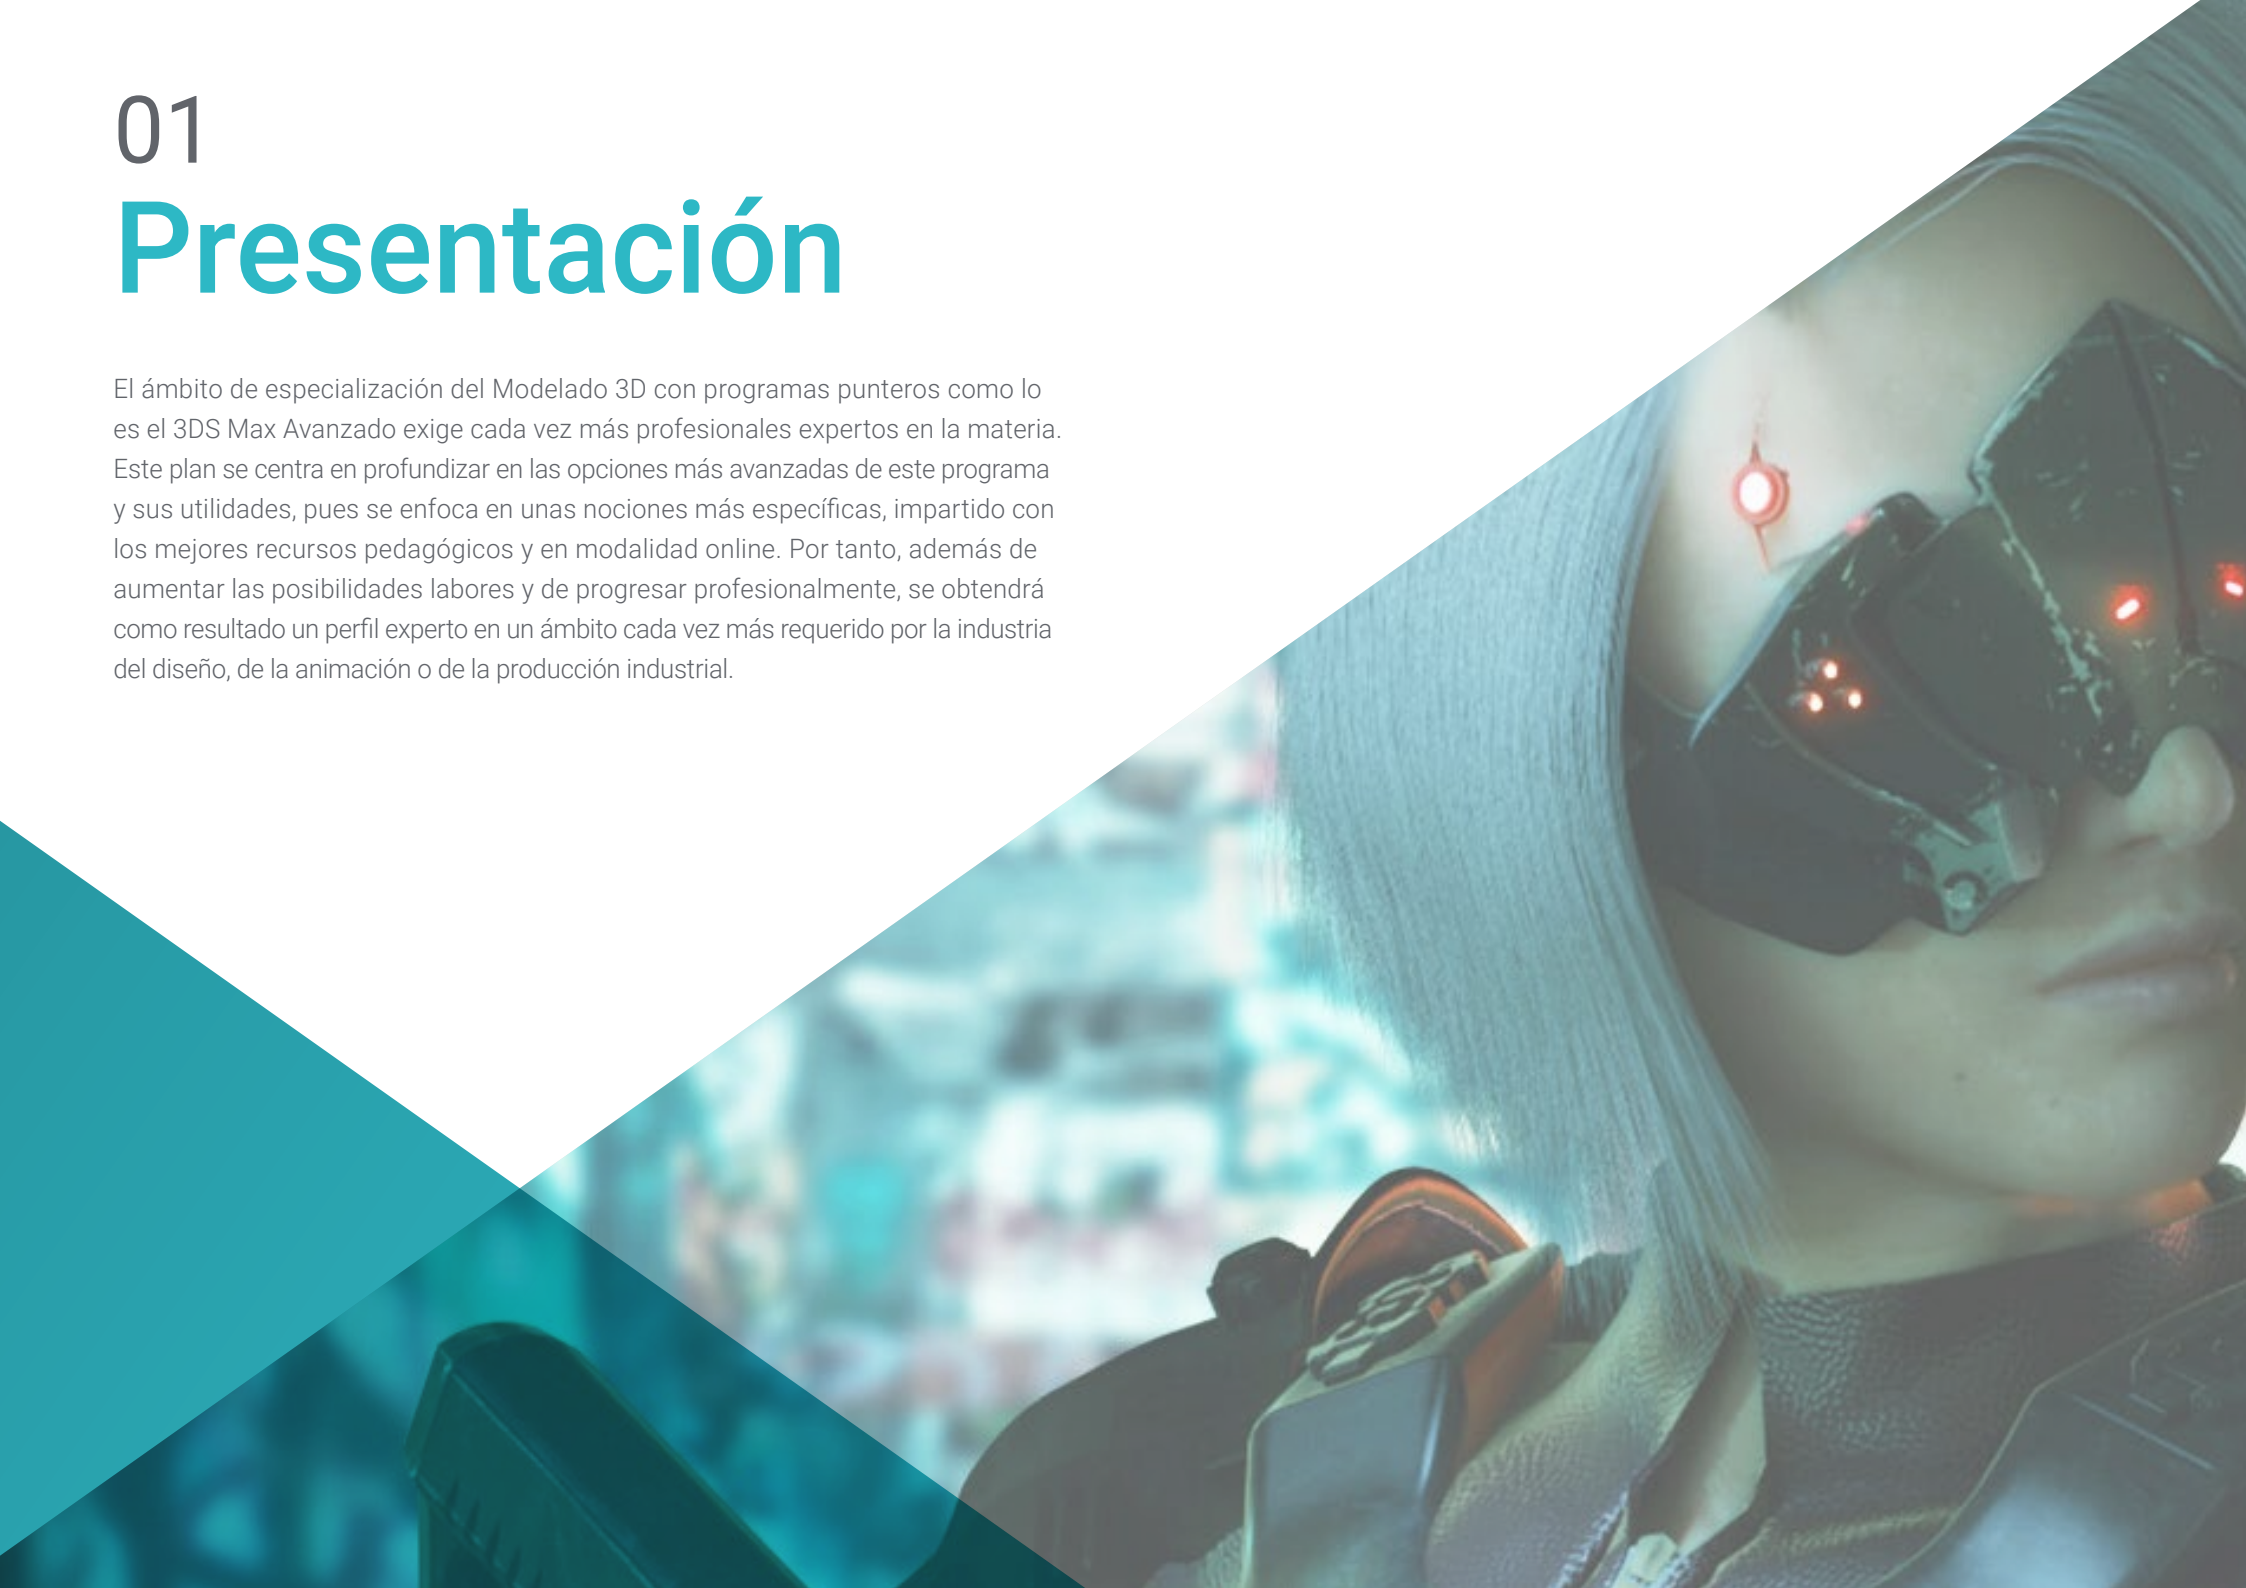 01
Presentación
El ámbito de especialización del Modelado 3D con programas punteros como lo
es el 3DS Max Avanzado exige cada vez más profesionales expertos en la materia.
Este plan se centra en profundizar en las opciones más avanzadas de este programa
y sus utilidades, pues se enfoca en unas nociones más específicas, impartido con
los mejores recursos pedagógicos y en modalidad online. Por tanto, además de
aumentar las posibilidades labores y de progresar profesionalmente, se obtendrá
como resultado un perfil experto en un ámbito cada vez más requerido por la industria
del diseño, de la animación o de la producción industrial.